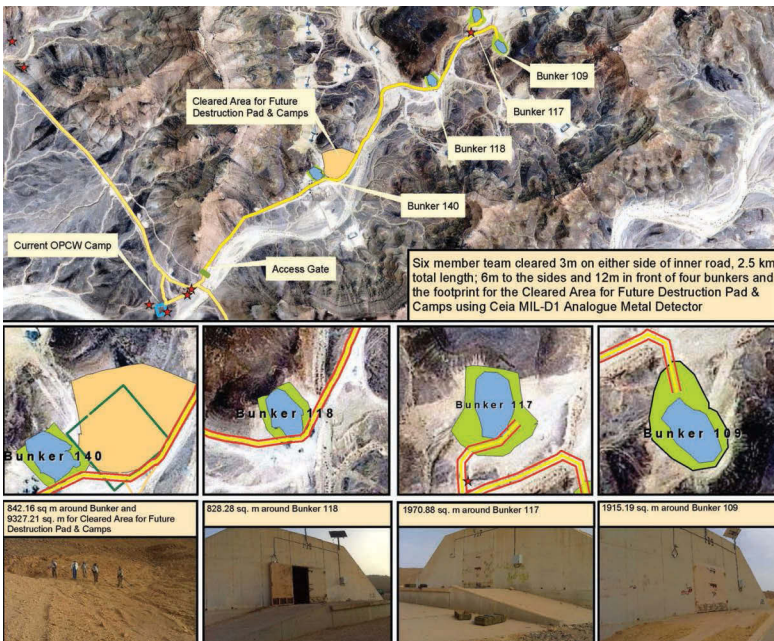 Bunker 109
Cleared Area for Future
Destruction Pad & Camps
Bunker 117
Bunker 118
Bunker 140
Current OPCW Camp
Access Gate
Six member team cleared 3m on either side of inner road, 2.5 km
total length; 6m to the sides and 12m in front of four bunkers and
the footprint for the Cleared Area for Future Destruction Pad &
Camps using Ceia MIL-D1 Analogue Metal Detector
Bunker 140
Bunker 118
Bunker 117
Bunker 109
842.16 sq m around Bunker and
9327.21 sq. m for Cleared Area for Future
Destruction Pad & Camps
828.28 sq. m around Bunker 118
1970.88 sq. m around Bunker 117
1915.19 sq. m around Bunker 109